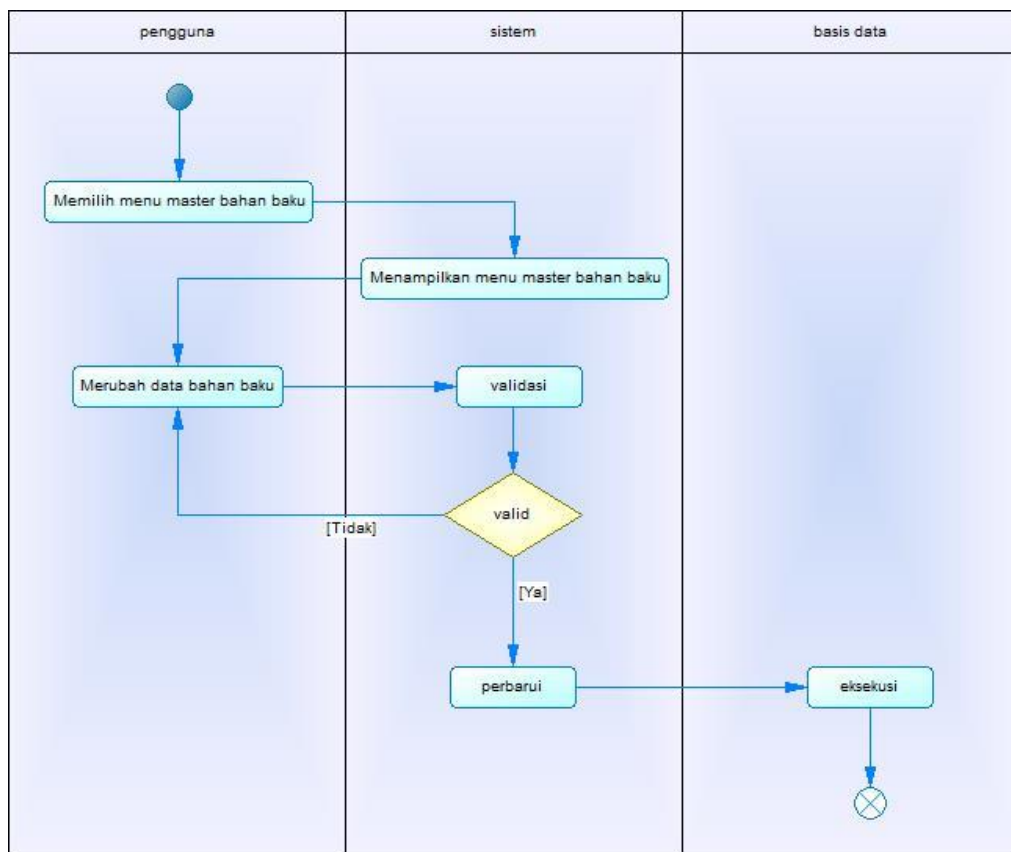 pengguna
sistem
basis data
Memilih menu master bahan baku
Menampilkan menu master bahan baku
Merubah data bahan baku
validasi
valid
[Tidak]
[Ya]
perbarui
eksekusi